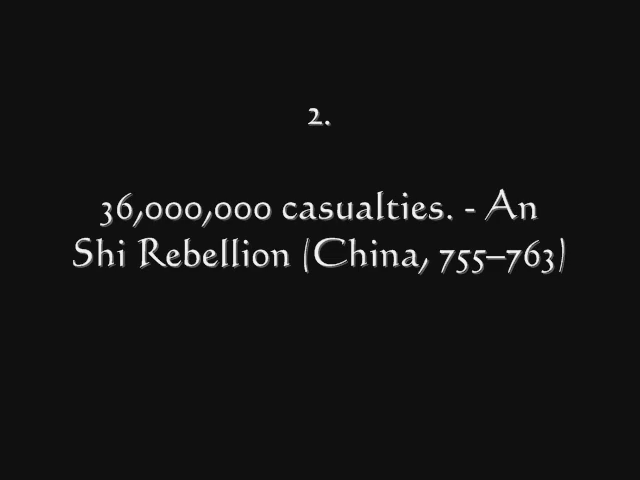 2.
36,000,000 casualties. - An
Shi Rebellion (China, 755–763)